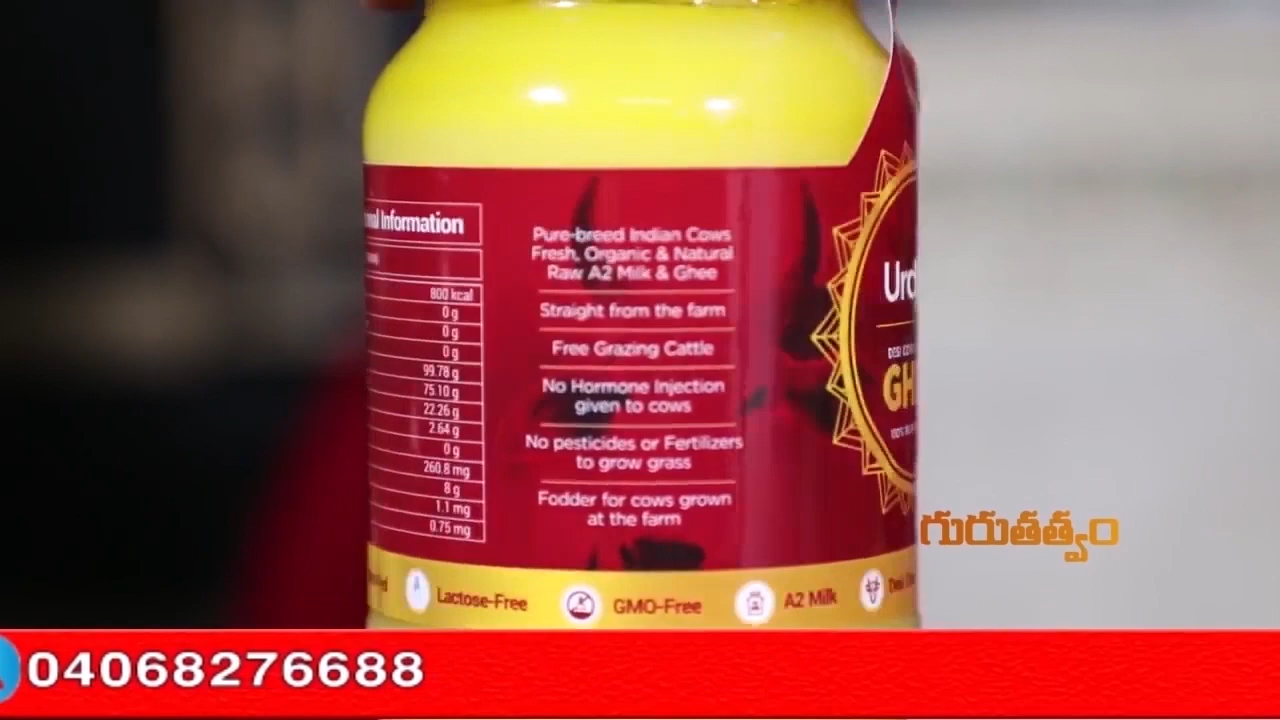 Information
800 kcal
0 g
0 g
0 g
99.78 g
75.10 g
22.26 g
2.64 g
0 g
260.8 mg
8 g
1.1 mg
0.75 mg
Pure-breed Indian Cows
Fresh, Organic & Natural
Raw A2 Milk & Ghee
Straight from the farm
Free Grazing Cattle
No Hormone Injection
given to cows
No pesticides or Fertilizers
to grow grass
Fodder for cows grown
at the farm
Lactose-Free
GMO-Free
A2 Milk
Desi
గురుతత్వం
04068276688